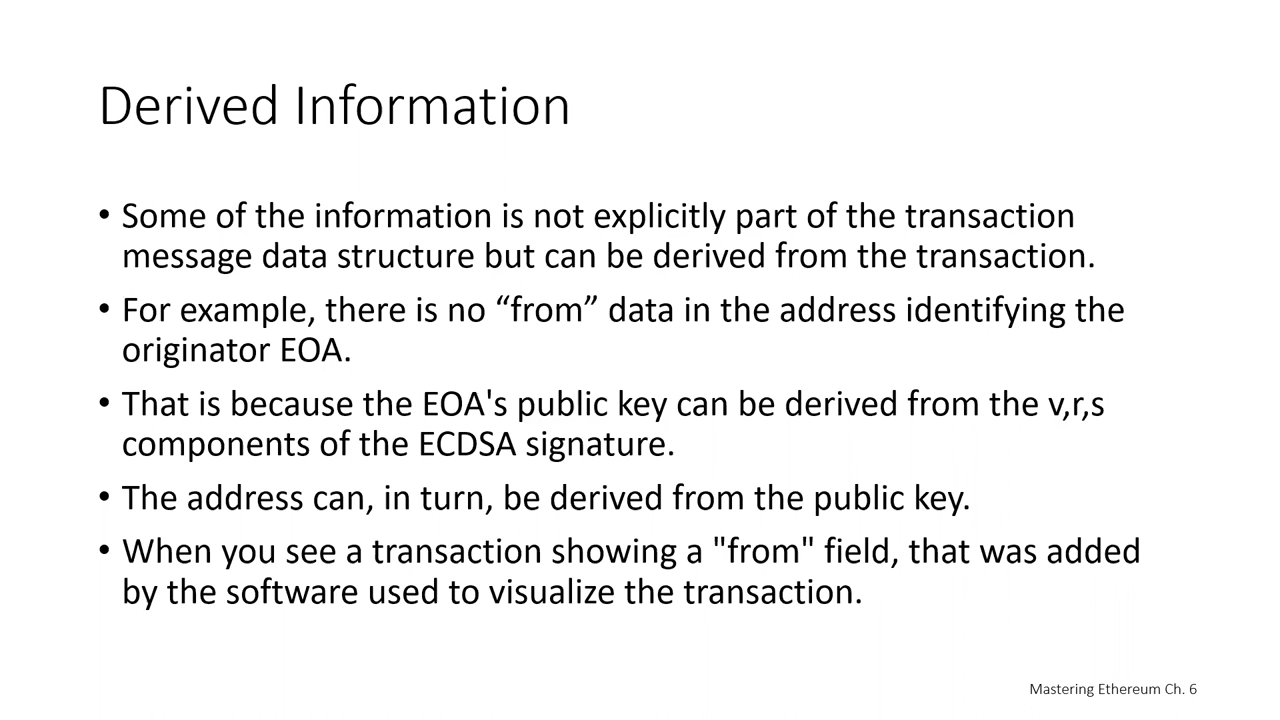 Derived Information
• Some of the information is not explicitly part of the transaction
message data structure but can be derived from the transaction.
• For example, there is no “from” data in the address identifying the
originator EOA.
• That is because the EOA's public key can be derived from the v,r,s
components of the ECDSA signature.
• The address can, in turn, be derived from the public key.
• When you see a transaction showing a "from" field, that was added
by the software used to visualize the transaction.
Mastering Ethereum Ch. 6